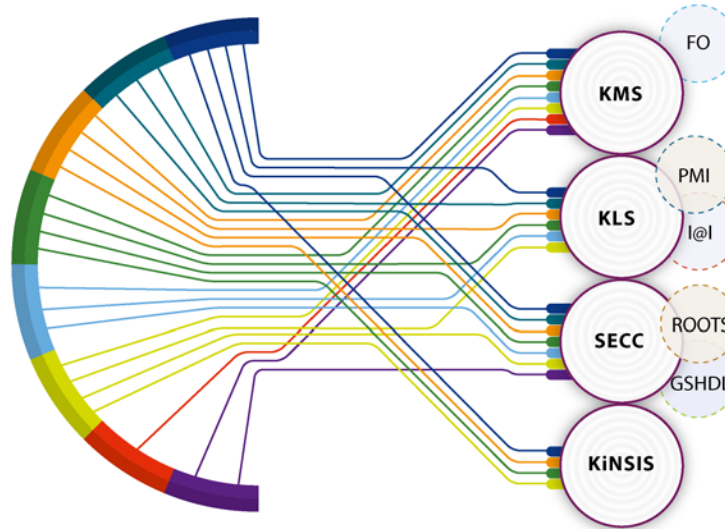 FO
KMS
PMI
KLS
I@I
ROOTS
SECC
GSHDL
KiNSIS